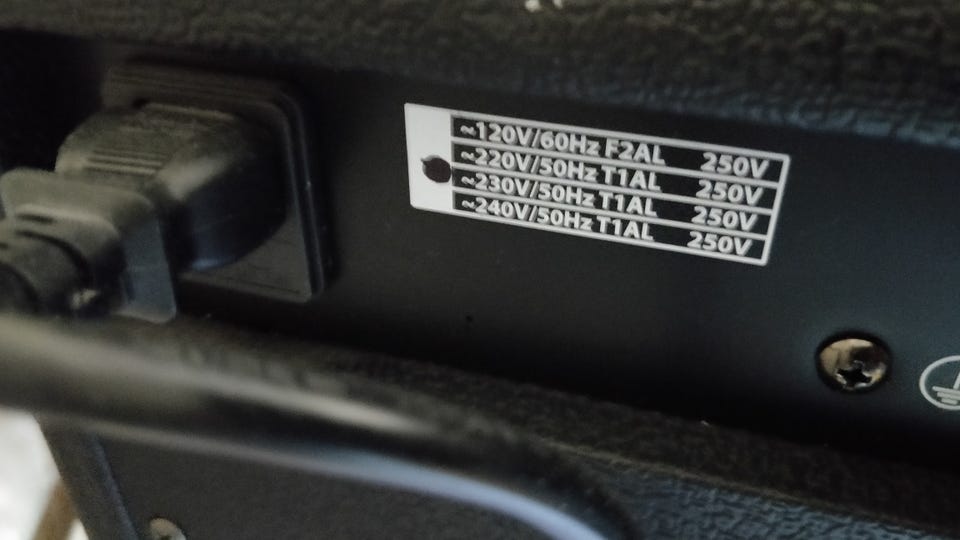 ~120V/60Hz F2AL 250V
~220V/50Hz T1AL 250V
~230V/50Hz T1AL 250V
~240V/50Hz T1AL 250V